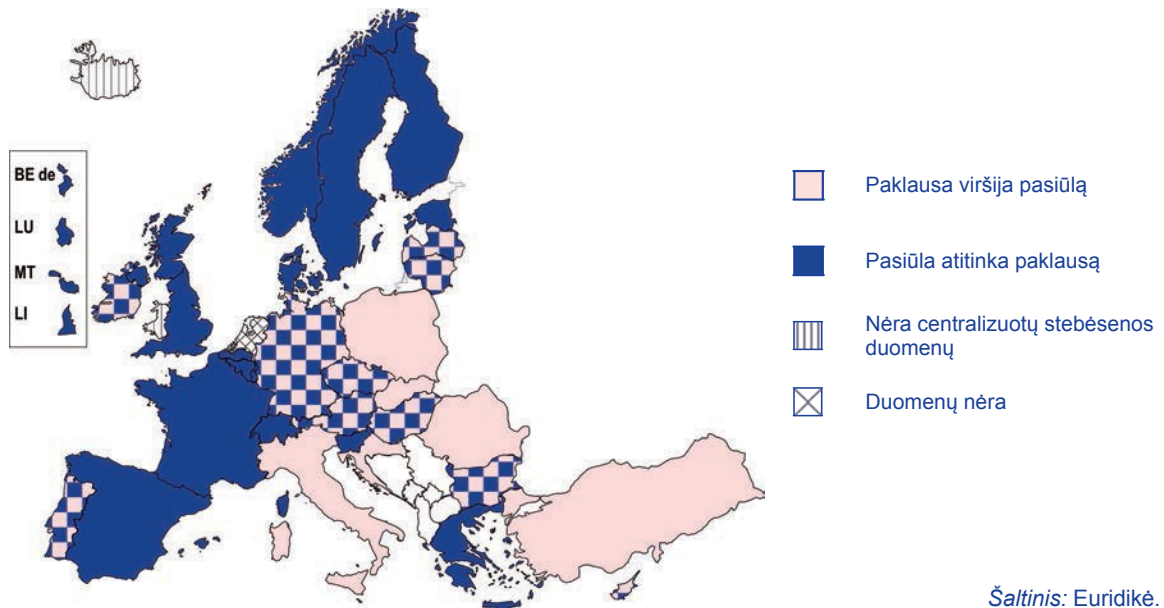 BE de
LU
MT
LI
Paklausa viršija pasiūlą
Pasiūla atitinka paklausą
Nėra centralizuotų stebėsenos
duomenų
Duomenų nėra
Šaltinis: Euridikė.